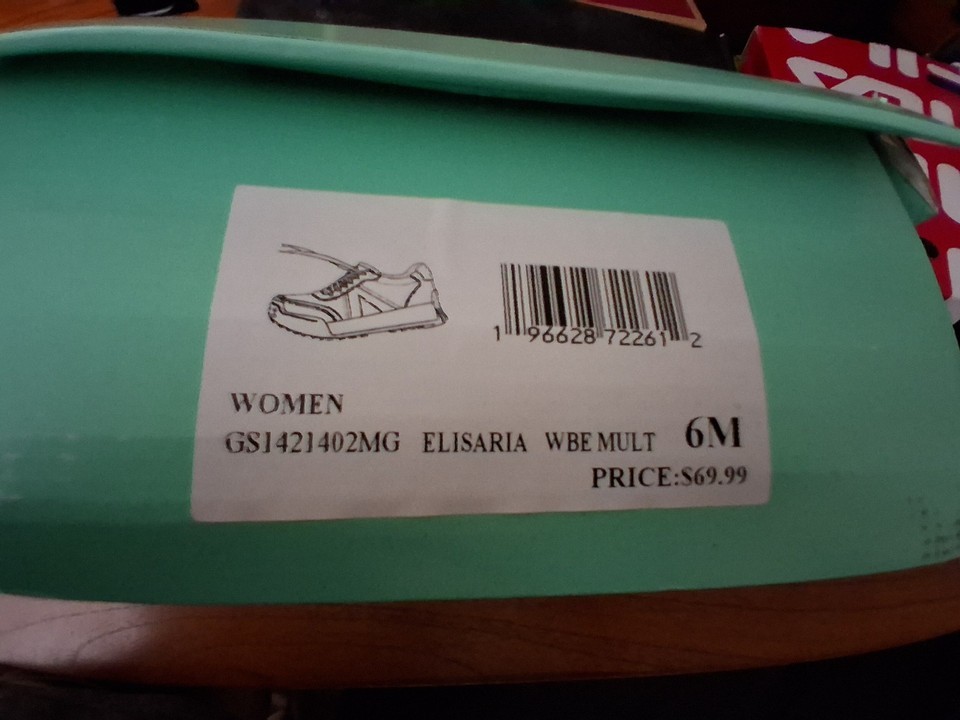 1 96628 72261 2
WOMEN
GS1421402MG ELISARIA WBE MULT 6M
PRICE:$69.99